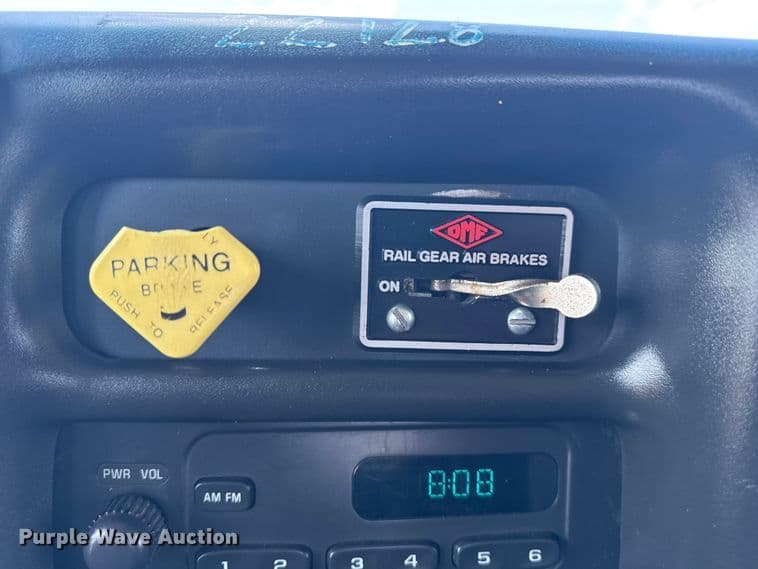 22128
DMF
RAIL GEAR AIR BRAKES
ON
PARKING
PUSH TO
RELEASE
PWR VOL
AM FM
8:08
1 2 3 4 5 6
Purple Wave Auction